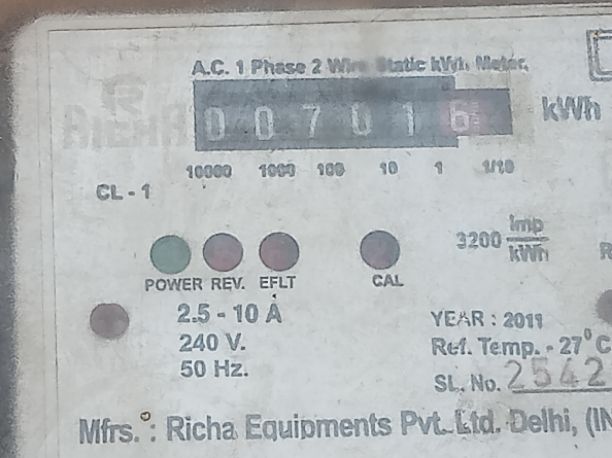 A.C. 1 Phase 2 Wire Static kWh Meter.
0 0 7 0 1 6 kWh
10000 1000 100 10 1 1/10
CL - 1
3200 imp/kWh
POWER REV. EFLT CAL
2.5 - 10 A
240 V.
50 Hz.
YEAR : 2011
Ref. Temp. - 27°C
SL. No. 2542
Mfrs. : Richa Equipments Pvt. Ltd. Delhi, (IN